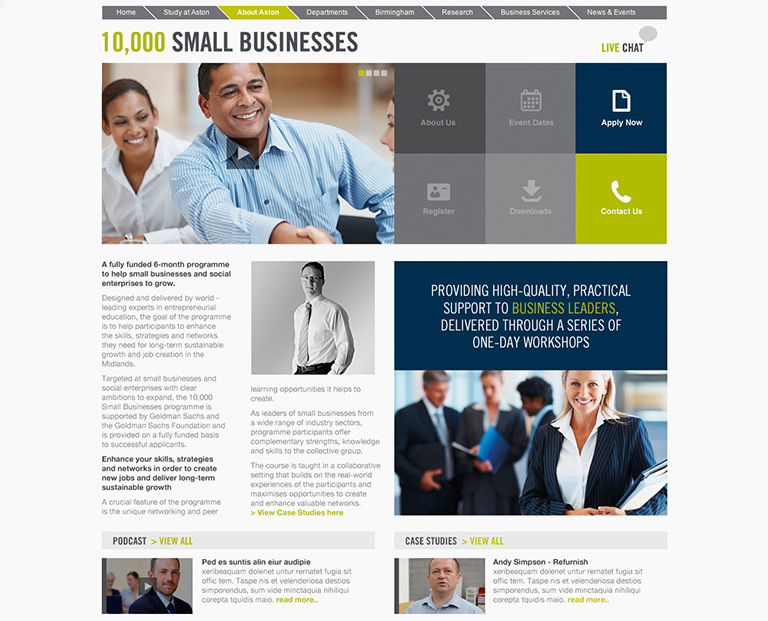 Home Study at Aston About Aston Departments Birmingham Research Business Services News & Events
10,000 SMALL BUSINESSES
LIVE CHAT
About Us
Event Dates
Apply Now
Register
Downloads
Contact Us
A fully funded 6-month programme
to help small businesses and social
enterprises to grow.
Designed and delivered by world -
leading experts in entrepreneurial
education, the goal of the programme
is to help participants to enhance
the skills, strategies and networks
they need for long-term sustainable
growth and job creation in the
Midlands.
Targeted at small businesses and
social enterprises with clear
ambitions to expand, the 10,000
Small Businesses programme is
supported by Goldman Sachs and
the Goldman Sachs Foundation and
is provided on a fully funded basis
to successful applicants.
Enhance your skills, strategies
and networks in order to create
new jobs and deliver long-term
sustainable growth
A crucial feature of the programme
is the unique networking and peer
learning opportunities it helps to
create.
As leaders of small businesses from
a wide range of industry sectors,
programme participants offer
complementary strengths, knowledge
and skills to the collective group.
The course is taught in a collaborative
setting that builds on the real-world
experiences of the participants and
maximises opportunities to create
and enhance valuable networks.
> View Case Studies here
PROVIDING HIGH-QUALITY, PRACTICAL
SUPPORT TO BUSINESS LEADERS,
DELIVERED THROUGH A SERIES OF
ONE-DAY WORKSHOPS
PODCAST > VIEW ALL
Ped es suntis alin eiur audipie
xeribeaquam dolenet untur rernatet fugia sit
offic tem. Taspe nis et velenderiosa destios
simporendus, sum vide minctaquia nihiliqui
corepta tquidis maio. read more..
CASE STUDIES > VIEW ALL
Andy Simpson - Refurnish
xeribeaquam dolenet untur rernatet fugia sit
offic tem. Taspe nis et velenderiosa destios
simporendus, sum vide minctaquia nihiliqui
corepta tquidis maio. read more..